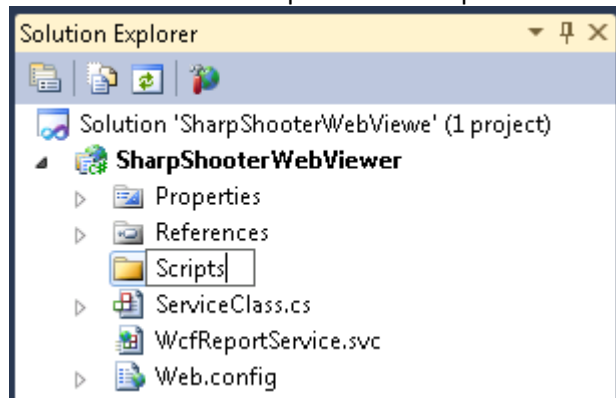 Solution Explorer
Solution 'SharpShooterWebViewe' (1 project)
SharpShooterWebViewer
Properties
References
Scripts
ServiceClass.cs
WcfReportService.svc
Web.config